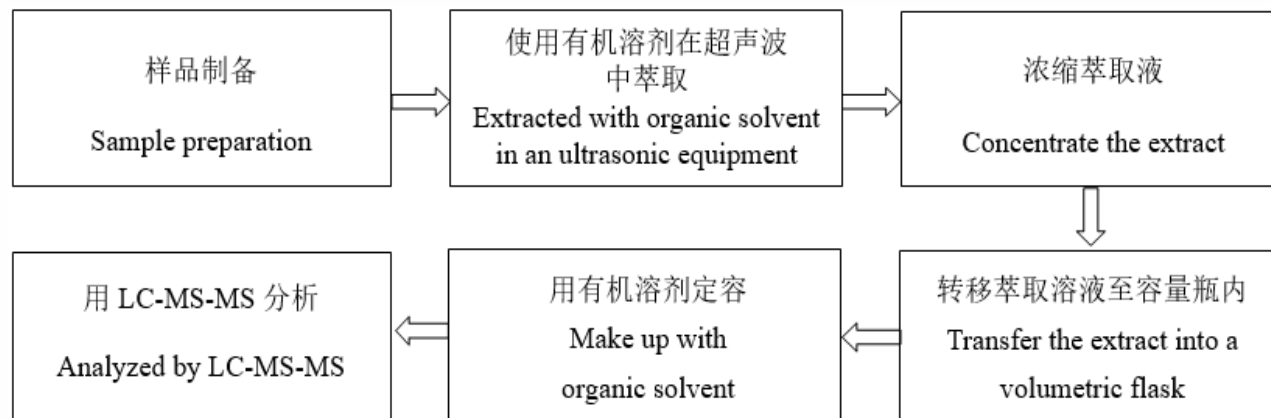 样品制备
Sample preparation
使用有机溶剂在超声波
中萃取
Extracted with organic solvent
in an ultrasonic equipment
浓缩萃取液
Concentrate the extract
转移萃取溶液至容量瓶内
Transfer the extract into a
volumetric flask
用有机溶剂定容
Make up with
organic solvent
用 LC-MS-MS 分析
Analyzed by LC-MS-MS